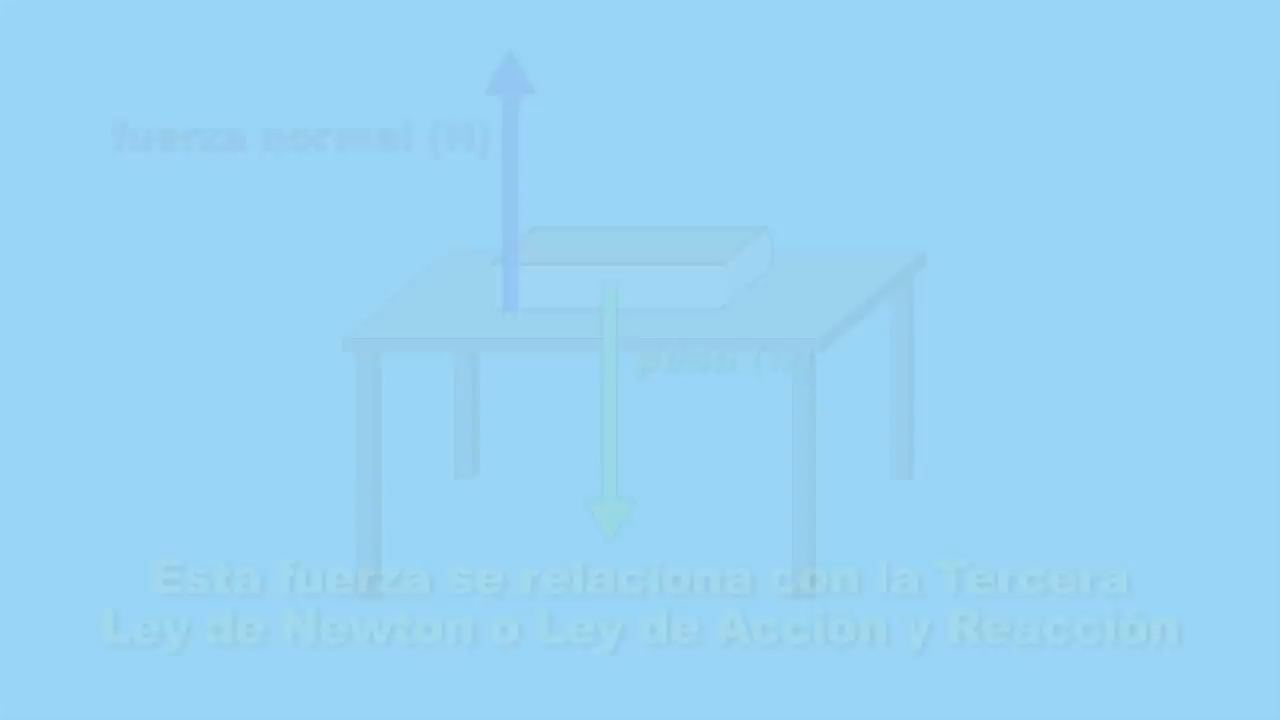 fuerza normal (N)
peso
Esta fuerza se relaciona con la Tercera
Ley de Newton o Ley de Acción y Reacción